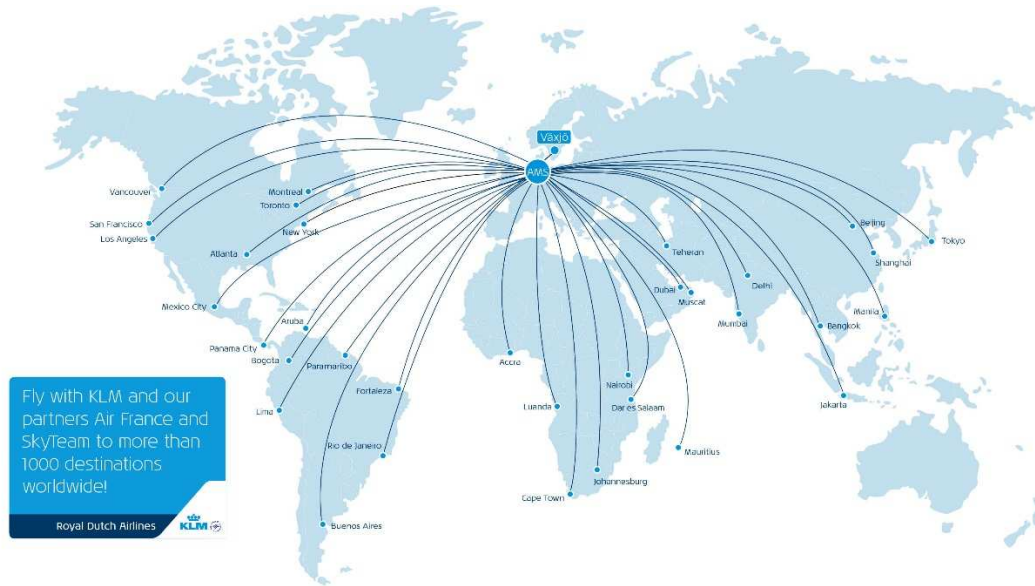 Växjö
AMS
Vancouver
Montreal
Toronto
San Francisco
Los Angeles
New York
Atlanta
Mexico City
Aruba
Panama City
Bogota
Paramaribo
Fortaleza
Lima
Rio de Janeiro
Buenos Aires
Accra
Luanda
Cape Town
Johannesburg
Nairobi
Dar es Salaam
Mauritius
Teheran
Dubai
Muscat
Delhi
Mumbai
Beijing
Tokyo
Shanghai
Manila
Bangkok
Jakarta
Fly with KLM and our
partners Air France and
SkyTeam to more than
1000 destinations
worldwide!
Royal Dutch Airlines
KLM